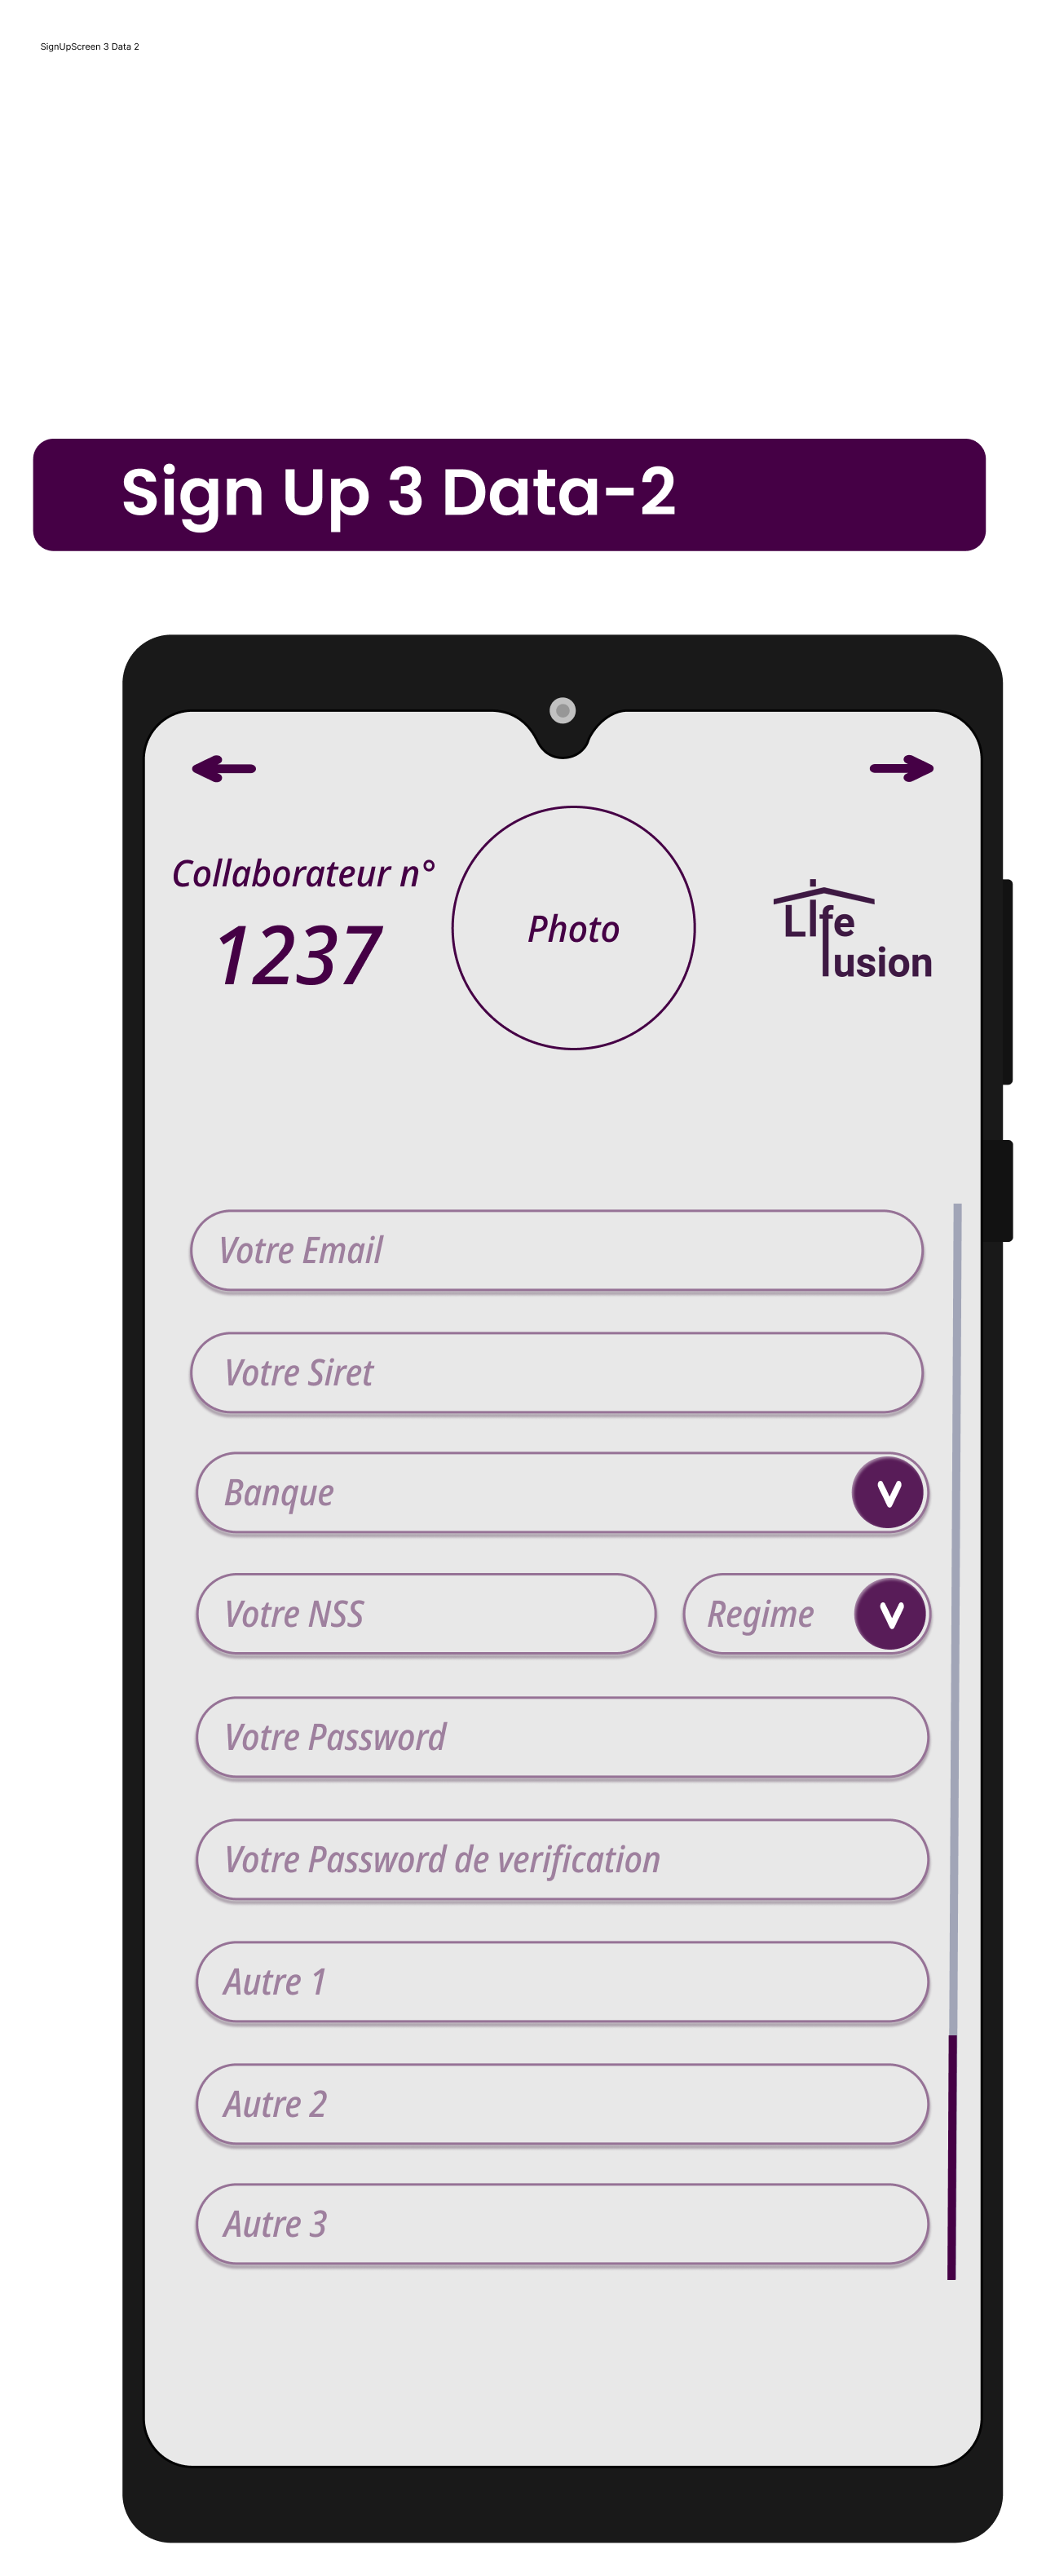 SignUpScreen 3 Data 2
Sign Up 3 Data-2
Collaborateur n°
1237
Photo
Life
fusion
Votre Email
Votre Siret
Banque
V
Votre NSS
Regime
V
Votre Password
Votre Password de verification
Autre 1
Autre 2
Autre 3